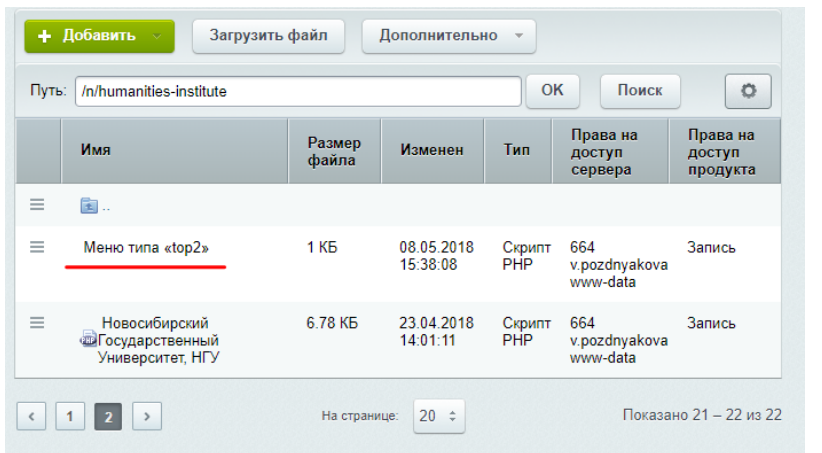 + Добавить
Загрузить файл
Дополнительно
Путь: /n/humanities-institute
OK
Поиск
Имя
Размер
файла
Изменен
Тип
Права на
доступ
сервера
Права на
доступ
продукта
..
Меню типа «top2»
1 КБ
08.05.2018
15:38:08
Скрипт
PHP
664
v.pozdnyakova
www-data
Запись
Новосибирский
Государственный
Университет, НГУ
6.78 КБ
23.04.2018
14:01:11
Скрипт
PHP
664
v.pozdnyakova
www-data
Запись
1
2
На странице: 20
Показано 21 – 22 из 22